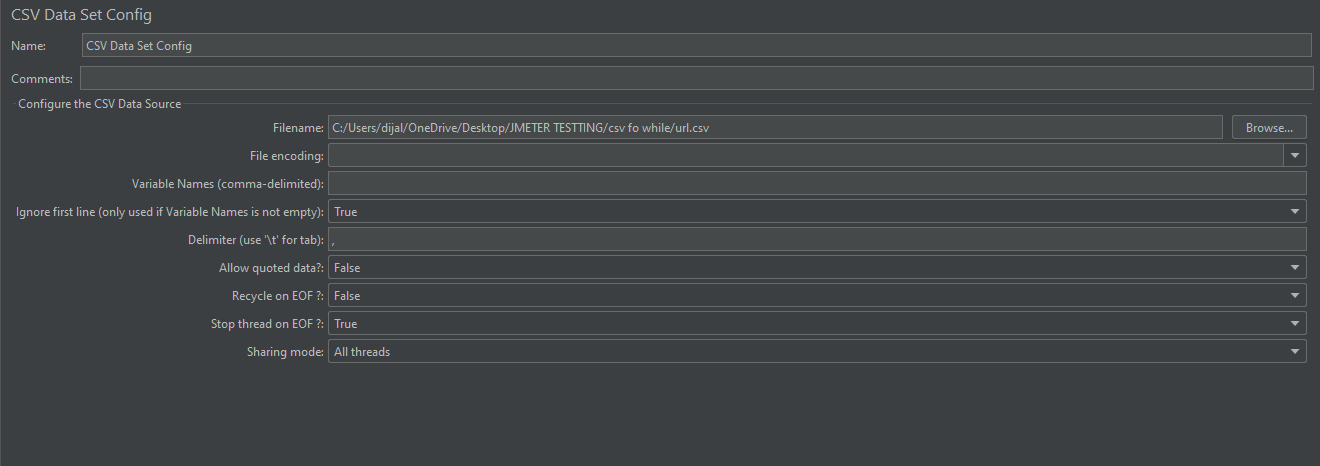 CSV Data Set Config
Name: CSV Data Set Config
Comments:
Configure the CSV Data Source
Filename: C:/Users/dijal/OneDrive/Desktop/JMETER TESTTING/csv fo while/url.csv Browse...
File encoding:
Variable Names (comma-delimited):
Ignore first line (only used if Variable Names is not empty): True
Delimiter (use '\t' for tab): ,
Allow quoted data?: False
Recycle on EOF ?: False
Stop thread on EOF ?: True
Sharing mode: All threads